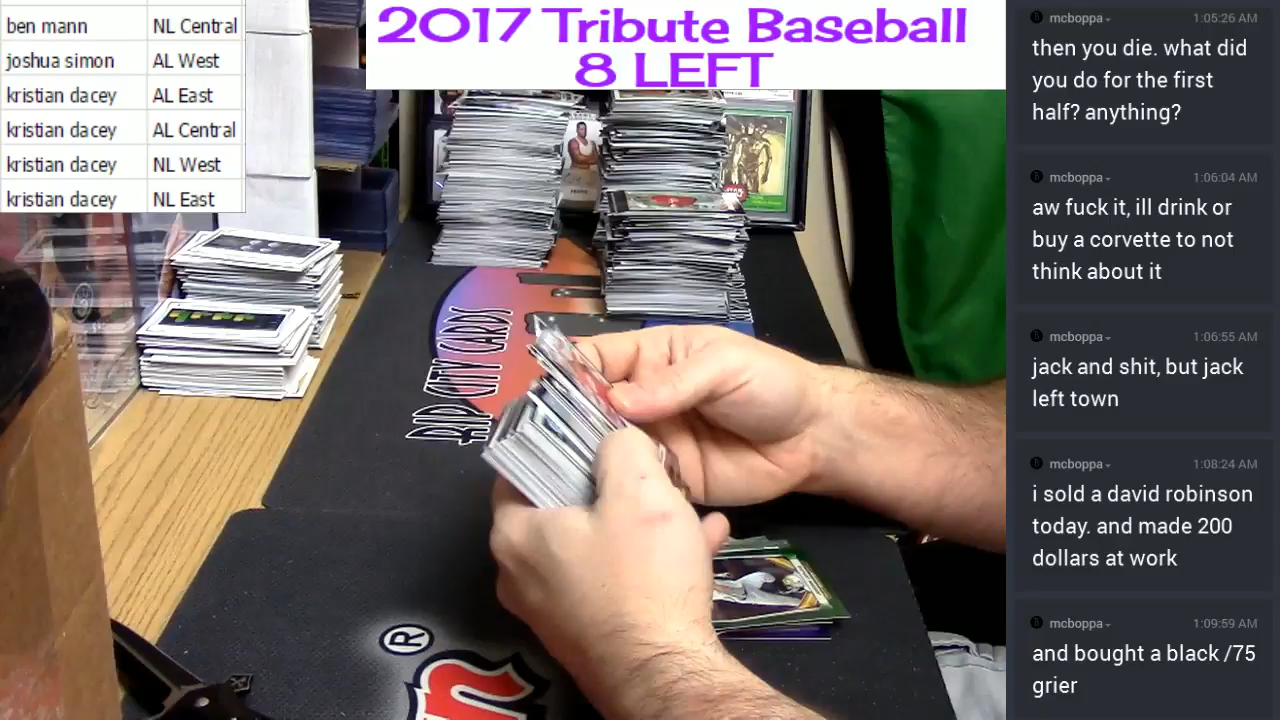 ben mann NL Central
joshua simon AL West
kristian dacey AL East
kristian dacey AL Central
kristian dacey NL West
kristian dacey NL East
2017 Tribute Baseball
8 LEFT
RIP CITY CARDS
®
mcboppa 1:05:26 AM
then you die. what did
you do for the first
half? anything?
mcboppa 1:06:04 AM
aw fuck it, ill drink or
buy a corvette to not
think about it
mcboppa 1:06:55 AM
jack and shit, but jack
left town
mcboppa 1:08:24 AM
i sold a david robinson
today. and made 200
dollars at work
mcboppa 1:09:59 AM
and bought a black /75
grier